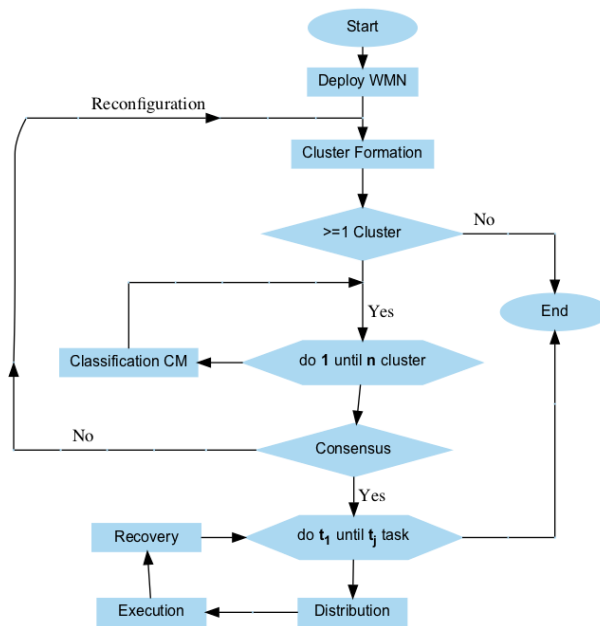 Start
Deploy WMN
Reconfiguration
Cluster Formation
>=1 Cluster
No
Yes
End
Classification CM
do 1 until n cluster
No
Consensus
Yes
Recovery
do t1 until tj task
Execution
Distribution